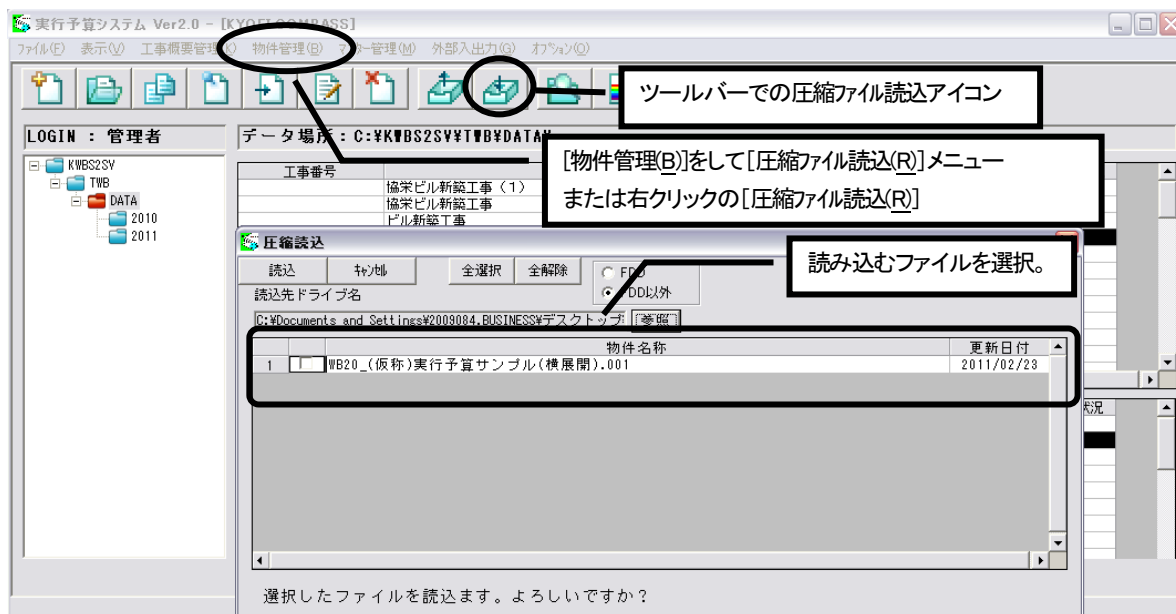 実行予算システム Ver2.0 - [KYOEI COMPASS]
ファイル(F) 表示(V) 工事概要管理(K) 物件管理(B) マスター管理(M) 外部入出力(G) オプション(O)
ツールバーでの圧縮ファイル読込アイコン
LOGIN : 管理者
データ場所：C:¥KWBS2SV¥TWB¥DATA¥
[物件管理(B)]をして[圧縮ファイル読込(R)]メニュー
または右クリックの[圧縮ファイル読込(R)]
KWBS2SV
TWB
DATA
2010
2011
工事番号
協栄ビル新築工事（1）
協栄ビル新築工事
ビル新築工事
圧縮読込
読み込むファイルを選択。
読込 キャンセル 全選択 全解除
FDD
FDD以外
読込先ドライブ名
C:¥Documents and Settings¥2009084.BUSINESS¥デスクトップ 参照
物件名称 更新日付
1 WB20_(仮称)実行予算サンプル(横展開).001 2011/02/23
状況
選択したファイルを読込ます。よろしいですか？